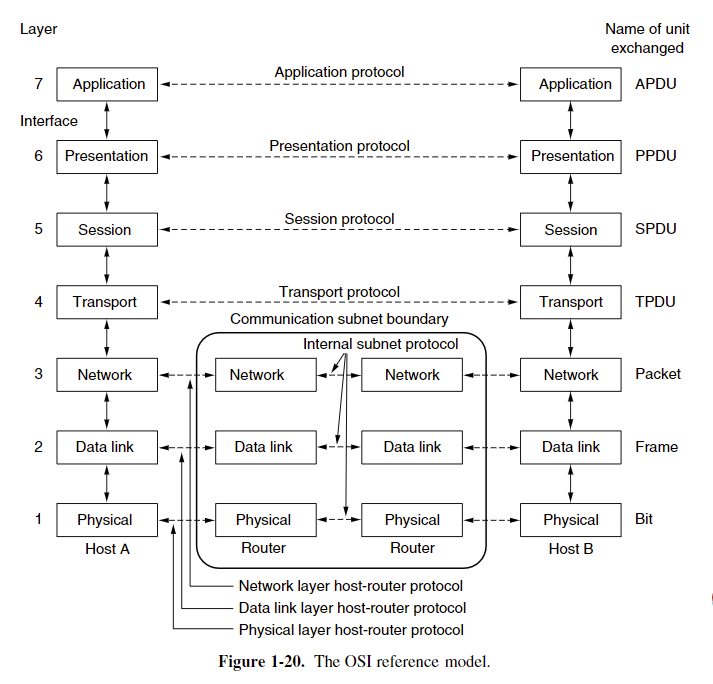 Layer
Name of unit
exchanged
7 Application Application protocol Application APDU
Interface
6 Presentation Presentation protocol Presentation PPDU
5 Session Session protocol Session SPDU
4 Transport Transport protocol Transport TPDU
Communication subnet boundary
Internal subnet protocol
3 Network Network Network Network Packet
2 Data link Data link Data link Data link Frame
1 Physical Physical Physical Physical Bit
Host A Router Router Host B
Network layer host-router protocol
Data link layer host-router protocol
Physical layer host-router protocol
Figure 1-20. The OSI reference model.